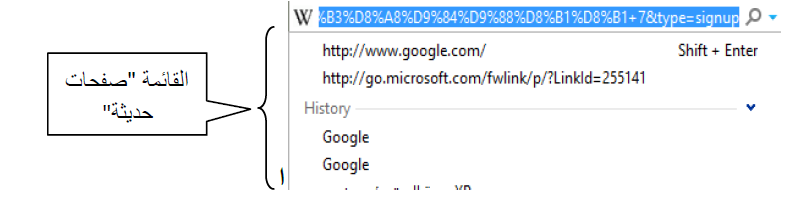 W %B3%D8%A8%D9%84%D9%88%D8%B1%D8%B1+7&type=signup
http://www.google.com/ Shift + Enter
http://go.microsoft.com/fwlink/p/?LinkId=255141
القائمة "صفحات
حديثة"
History
Google
Google
ا